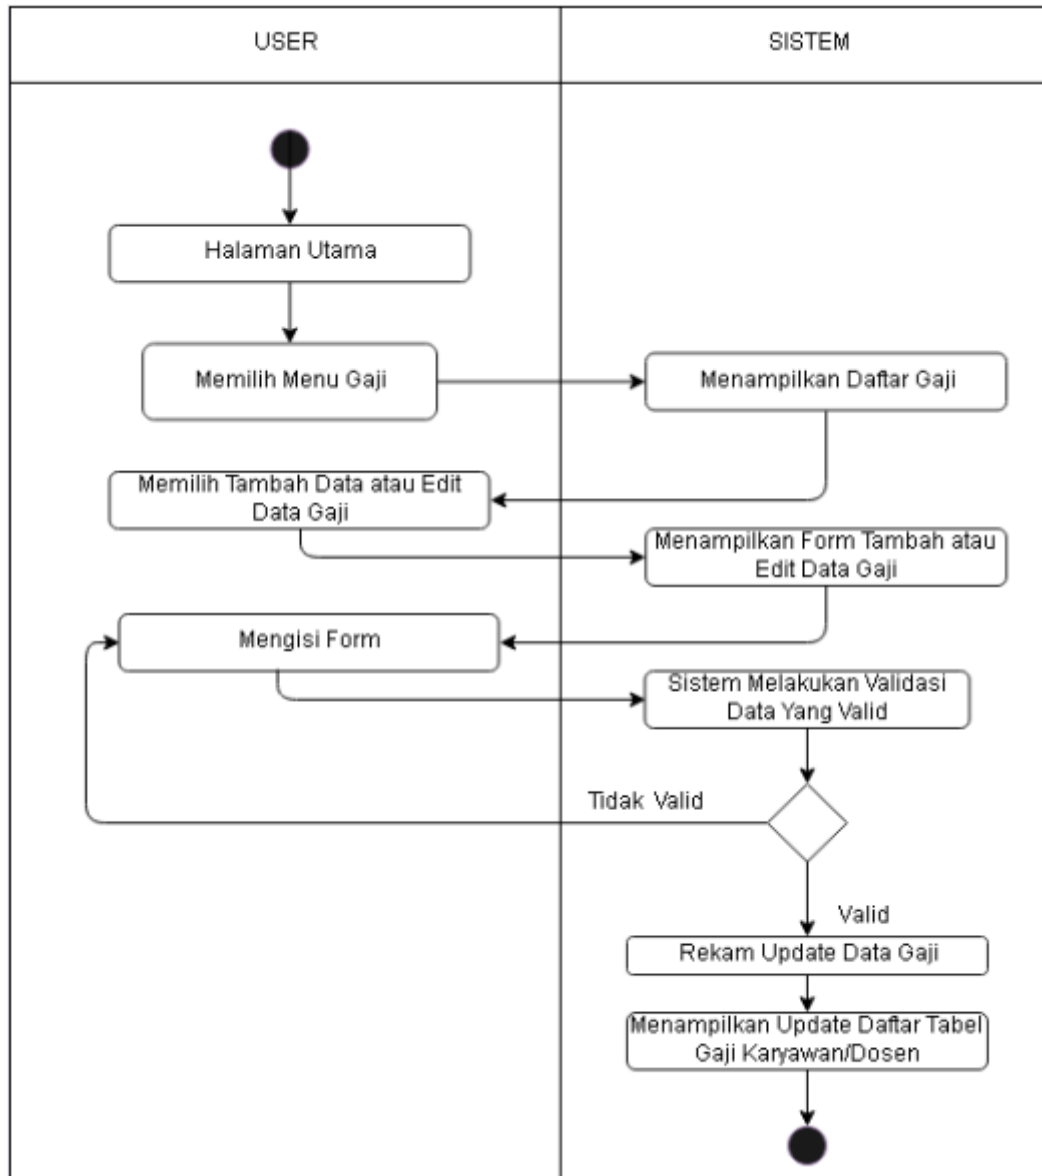 USER
SISTEM
Halaman Utama
Memilih Menu Gaji
Menampilkan Daftar Gaji
Memilih Tambah Data atau Edit
Data Gaji
Menampilkan Form Tambah atau
Edit Data Gaji
Mengisi Form
Sistem Melakukan Validasi
Data Yang Valid
Tidak Valid
Valid
Rekam Update Data Gaji
Menampilkan Update Daftar Tabel
Gaji Karyawan/Dosen